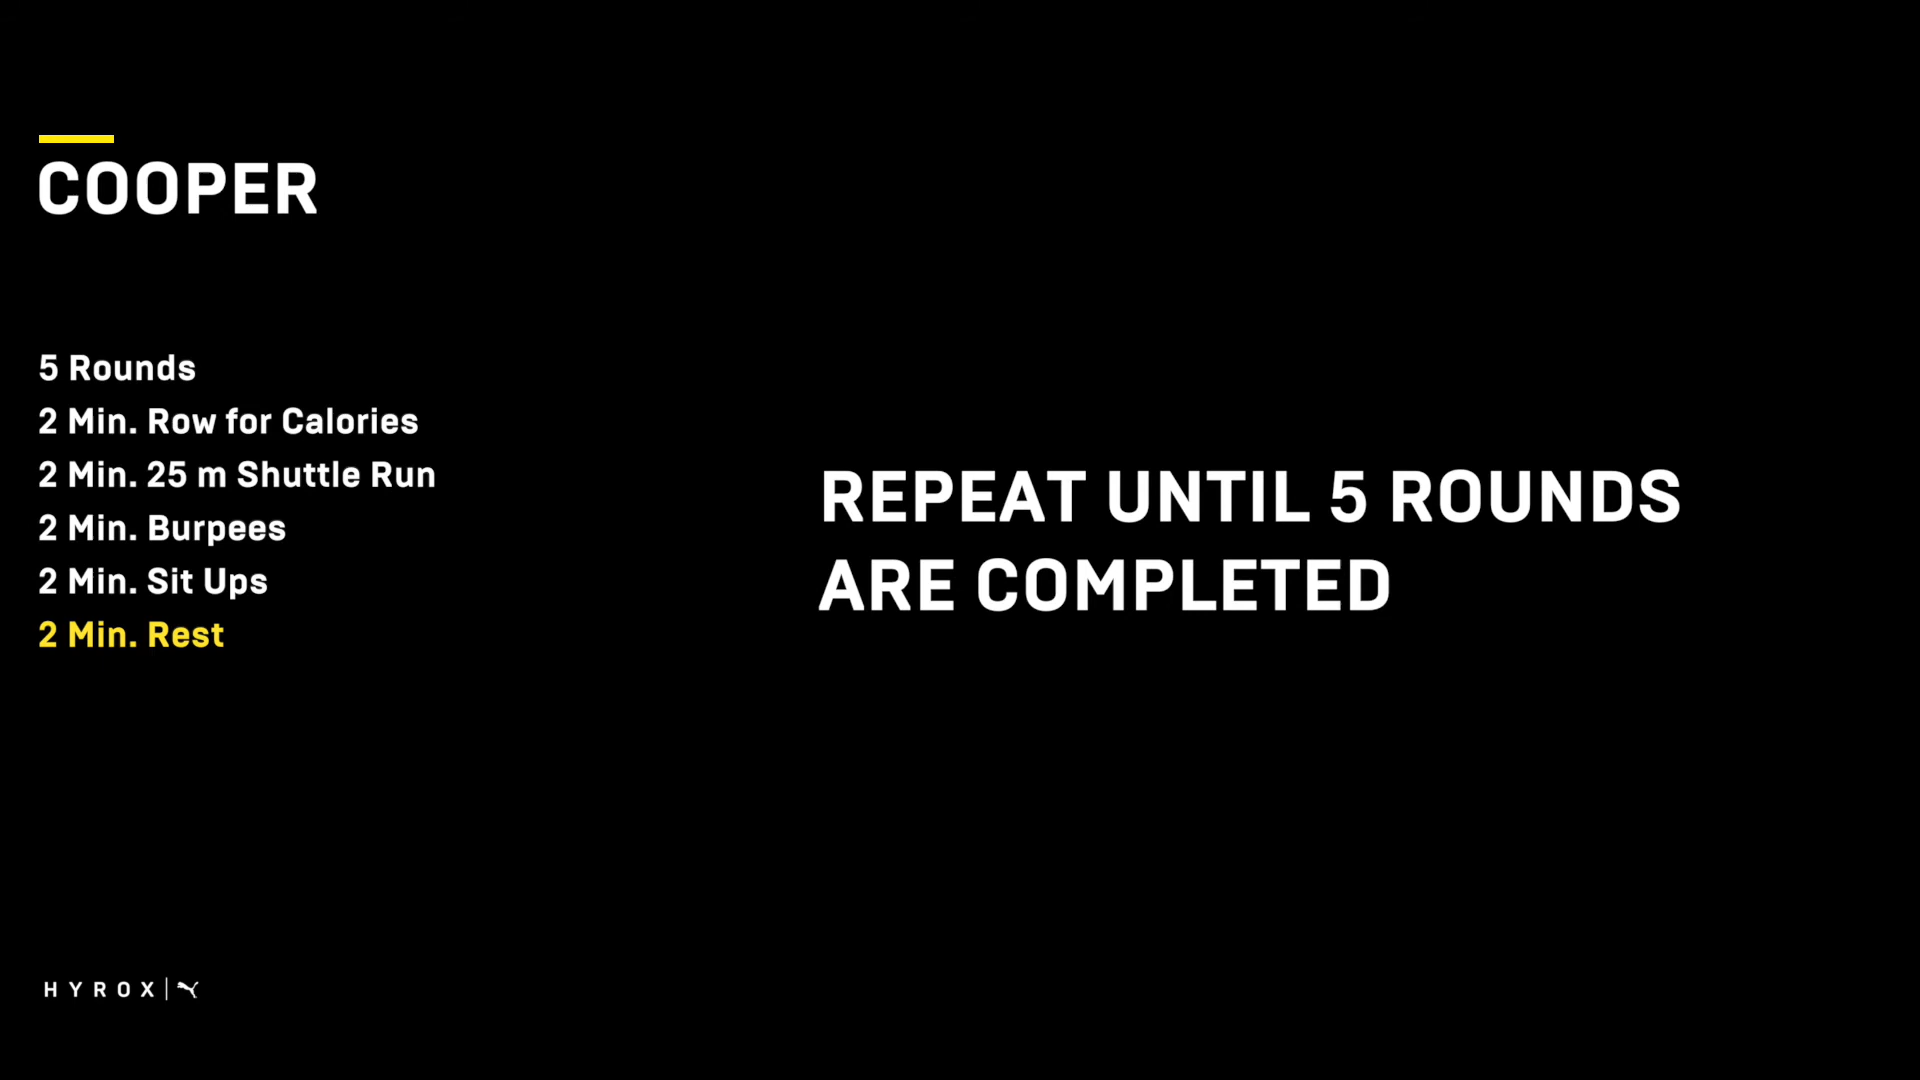 COOPER
5 Rounds
2 Min. Row for Calories
2 Min. 25 m Shuttle Run
2 Min. Burpees
2 Min. Sit Ups
2 Min. Rest
REPEAT UNTIL 5 ROUNDS
ARE COMPLETED
HYROX